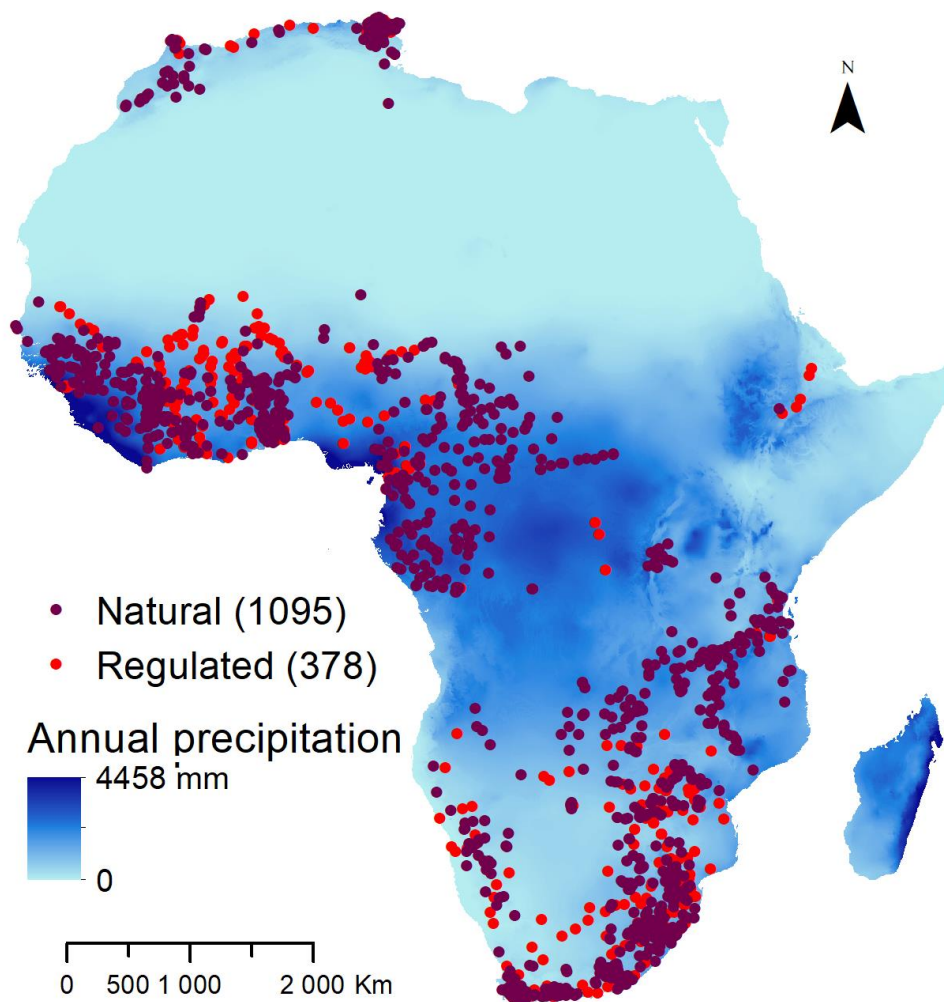 N
Natural (1095)
Regulated (378)
Annual precipitation
4458 mm
0
0 500 1 000 2 000 Km